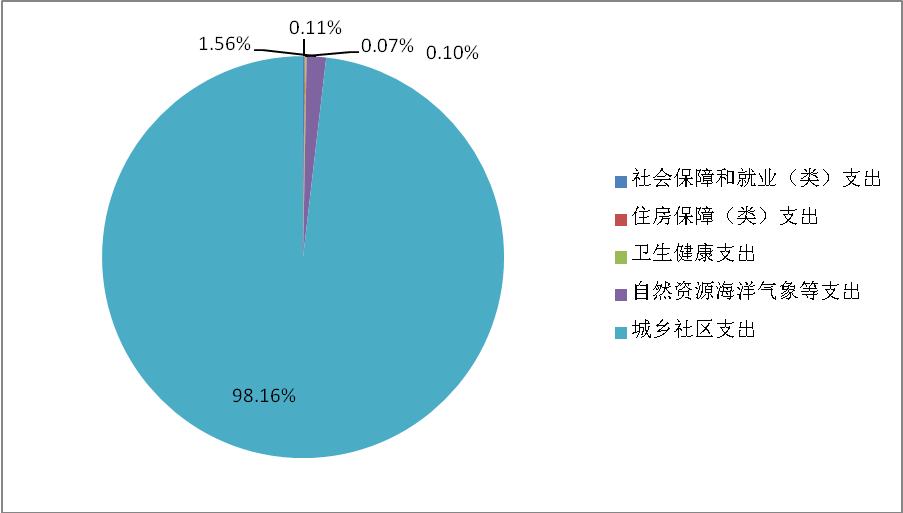 0.11%
1.56%
0.07%
0.10%
98.16%
社会保障和就业（类）支出
住房保障（类）支出
卫生健康支出
自然资源海洋气象等支出
城乡社区支出